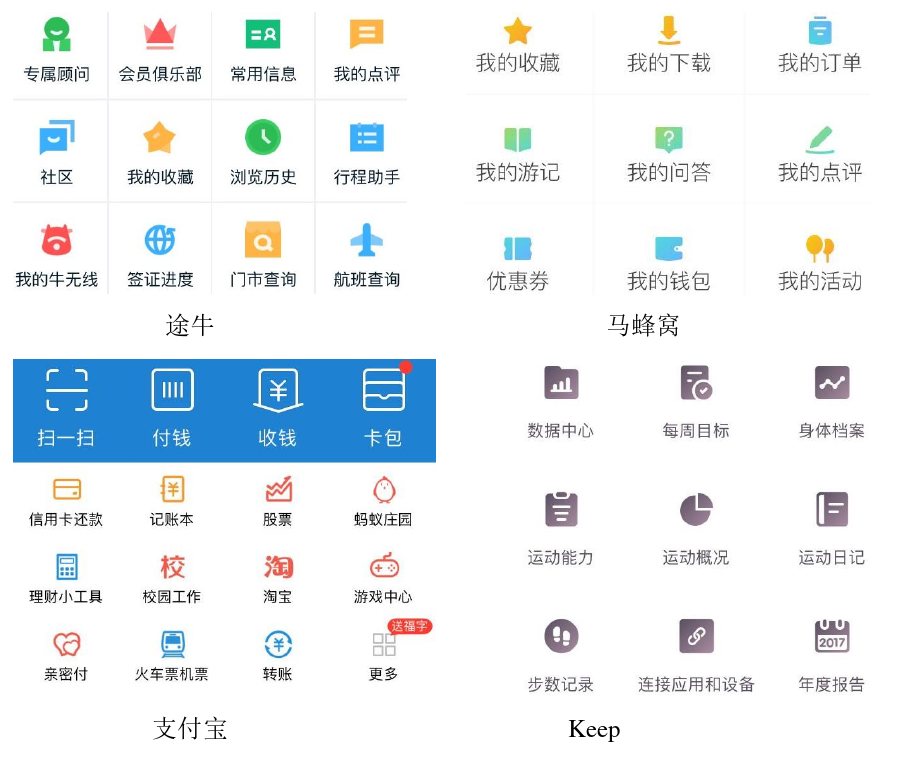 专属顾问 会员俱乐部 常用信息 我的点评
社区 我的收藏 浏览历史 行程助手
我的牛无线 签证进度 门市查询 航班查询
途牛
我的收藏 我的下载 我的订单
我的游记 我的问答 我的点评
优惠券 我的钱包 我的活动
马蜂窝
扫一扫 付钱 收钱 卡包
信用卡还款 记账本 股票 蚂蚁庄园
校 淘
理财小工具 校园工作 淘宝 游戏中心
送福字
亲密付 火车票机票 转账 更多
支付宝
数据中心 每周目标 身体档案
运动能力 运动概况 运动日记
2017
步数记录 连接应用和设备 年度报告
Keep